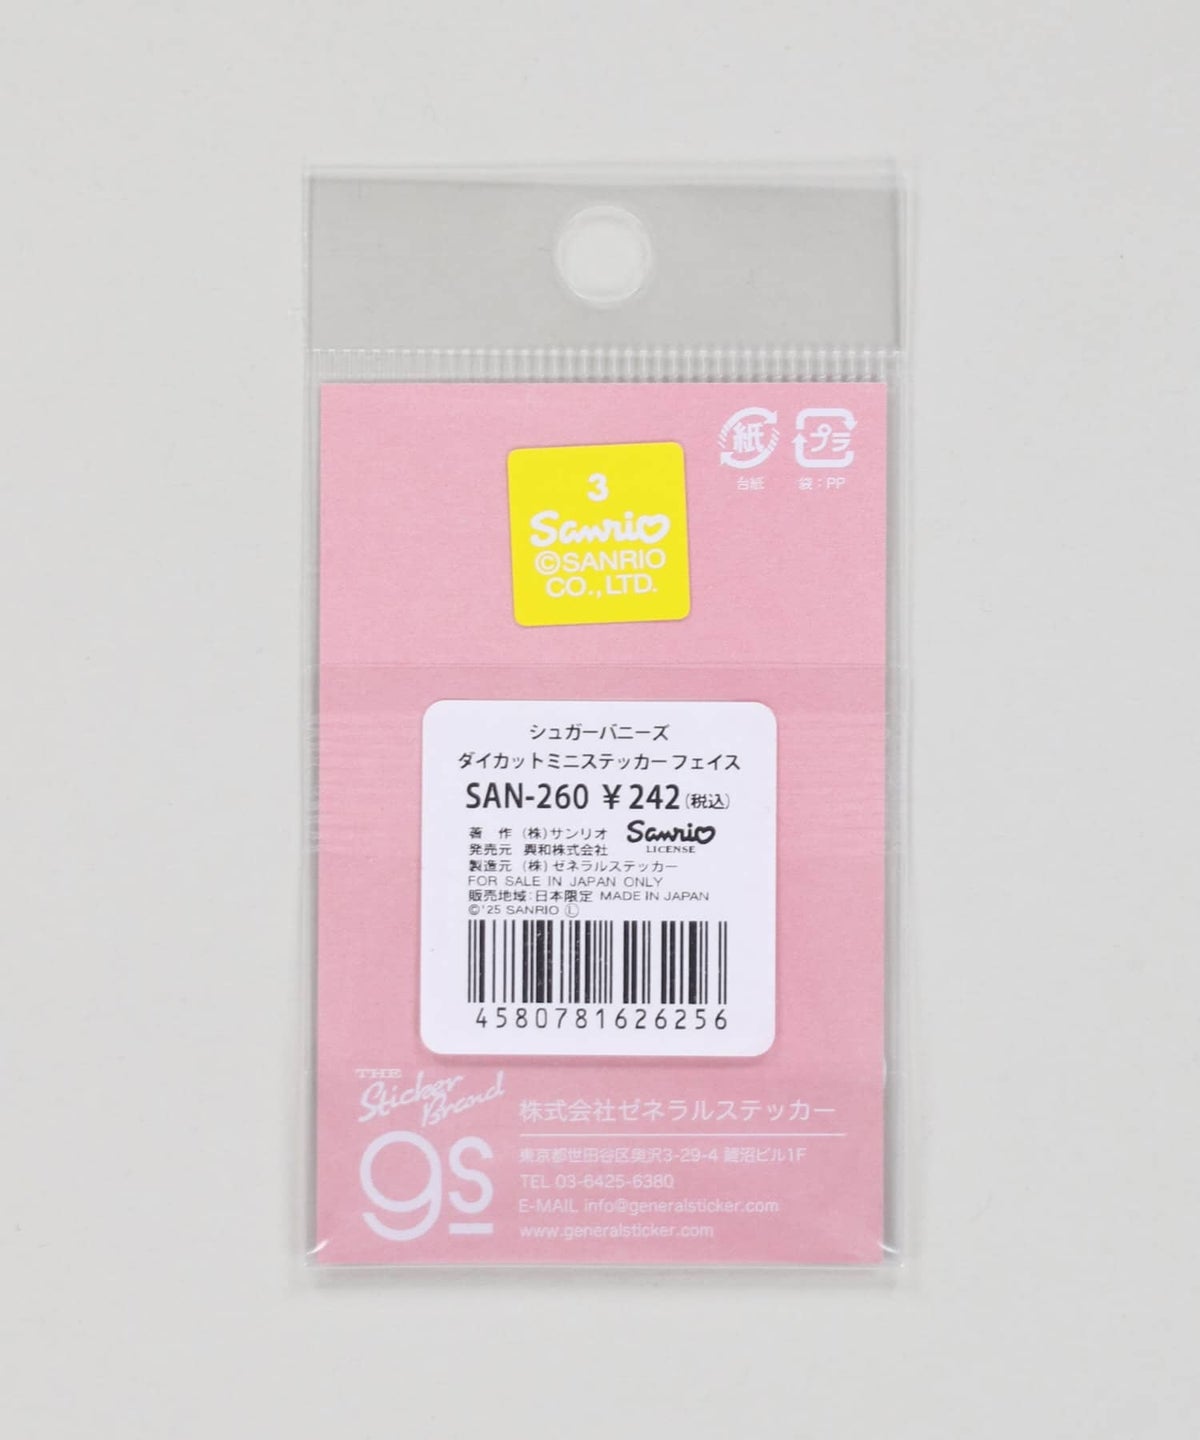 紙
プラ
台紙
袋：PP
3
Sanrio
©SANRIO
CO.,LTD.
シュガーバニーズ
ダイカットミニステッカー フェイス
SAN-260 ¥242(税込)
著 作 (株)サンリオ
Sanrio
LICENSE
発売元 興和株式会社
製造元 (株)ゼネラルステッカー
FOR SALE IN JAPAN ONLY
販売地域:日本限定 MADE IN JAPAN
©'25 SANRIO Ⓛ
4580781626256
THE
Sticker
Brand
gs
株式会社ゼネラルステッカー
東京都世田谷区奥沢3-29-4 鯉沼ビル1F
TEL 03-6425-6380
E-MAIL info@generalsticker.com
www.generalsticker.com